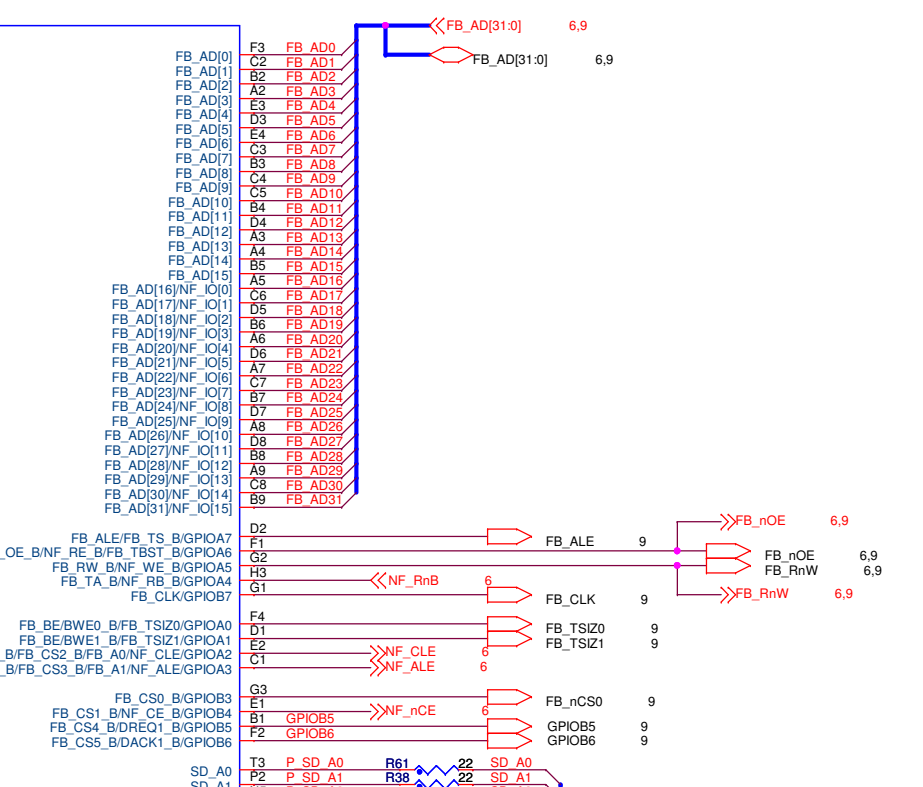 FB_AD[31:0] 6,9
FB_AD[31:0] 6,9
FB_AD[0] F3 FB_AD0
FB_AD[1] C2 FB_AD1
FB_AD[2] B2 FB_AD2
FB_AD[3] A2 FB_AD3
FB_AD[4] E3 FB_AD4
FB_AD[5] D3 FB_AD5
FB_AD[6] E4 FB_AD6
FB_AD[7] C3 FB_AD7
FB_AD[8] B3 FB_AD8
FB_AD[9] C4 FB_AD9
FB_AD[10] C5 FB_AD10
FB_AD[11] B4 FB_AD11
FB_AD[12] D4 FB_AD12
FB_AD[13] A3 FB_AD13
FB_AD[14] A4 FB_AD14
FB_AD[15] B5 FB_AD15
FB_AD[16]/NF_IO[0] A5 FB_AD16
FB_AD[17]/NF_IO[1] C6 FB_AD17
FB_AD[18]/NF_IO[2] D5 FB_AD18
FB_AD[19]/NF_IO[3] B6 FB_AD19
FB_AD[20]/NF_IO[4] A6 FB_AD20
FB_AD[21]/NF_IO[5] D6 FB_AD21
FB_AD[22]/NF_IO[6] A7 FB_AD22
FB_AD[23]/NF_IO[7] C7 FB_AD23
FB_AD[24]/NF_IO[8] B7 FB_AD24
FB_AD[25]/NF_IO[9] D7 FB_AD25
FB_AD[26]/NF_IO[10] A8 FB_AD26
FB_AD[27]/NF_IO[11] D8 FB_AD27
FB_AD[28]/NF_IO[12] B8 FB_AD28
FB_AD[29]/NF_IO[13] A9 FB_AD29
FB_AD[30]/NF_IO[14] C8 FB_AD30
FB_AD[31]/NF_IO[15] B9 FB_AD31
FB_nOE 6,9
FB_ALE/FB_TS_B/GPIOA7 D2 FB_ALE 9
OE_B/NF_RE_B/FB_TBST_B/GPIOA6 F1 FB_nOE 6,9
FB_RW_B/NF_WE_B/GPIOA5 G2 FB_RnW 6,9
FB_TA_B/NF_RB_B/GPIOA4 H3 NF_RnB 6
FB_RnW 6,9
FB_CLK/GPIOB7 G1 FB_CLK 9
FB_BE/BWE0_B/FB_TSIZ0/GPIOA0 F4 FB_TSIZ0 9
FB_BE/BWE1_B/FB_TSIZ1/GPIOA1 D1 FB_TSIZ1 9
B/FB_CS2_B/FB_A0/NF_CLE/GPIOA2 E2 NF_CLE 6
B/FB_CS3_B/FB_A1/NF_ALE/GPIOA3 C1 NF_ALE 6
FB_CS0_B/GPIOB3 G3 FB_nCS0 9
FB_CS1_B/NF_CE_B/GPIOB4 E1 NF_nCE 6
FB_CS4_B/DREQ1_B/GPIOB5 B1 GPIOB5 GPIOB5 9
FB_CS5_B/DACK1_B/GPIOB6 F2 GPIOB6 GPIOB6 9
SD_A0 T3 P_SD_A0 R61 22 SD_A0
SD_A1 P2 P_SD_A1 R38 22 SD_A1